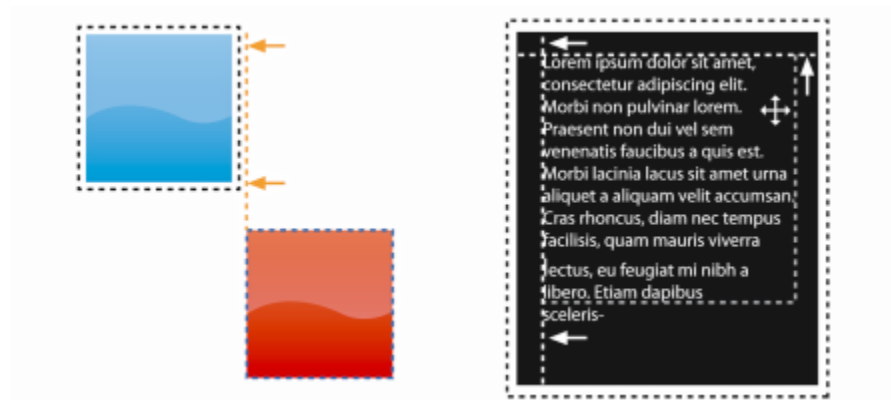 Lorem ipsum dolor sit amet,
consectetur adipiscing elit.
Morbi non pulvinar lorem.
Praesent non dui vel sem
venenatis faucibus a quis est.
Morbi lacinia lacus sit amet urna
aliquet a aliquam velit accumsan.
Cras rhoncus, diam nec tempus
facilisis, quam mauris viverra
lectus, eu feugiat mi nibh a
libero. Etiam dapibus
sceleris-